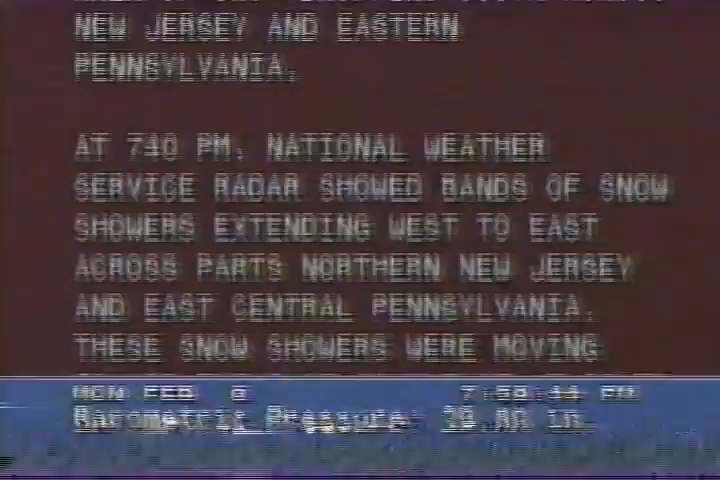 NEW JERSEY AND EASTERN
PENNSYLVANIA.
AT 740 PM, NATIONAL WEATHER
SERVICE RADAR SHOWED BANDS OF SNOW
SHOWERS EXTENDING WEST TO EAST
ACROSS PARTS NORTHERN NEW JERSEY
AND EAST CENTRAL PENNSYLVANIA.
THESE SNOW SHOWERS WERE MOVING
MON FEB 6 PM
Barometric Pressure: in.